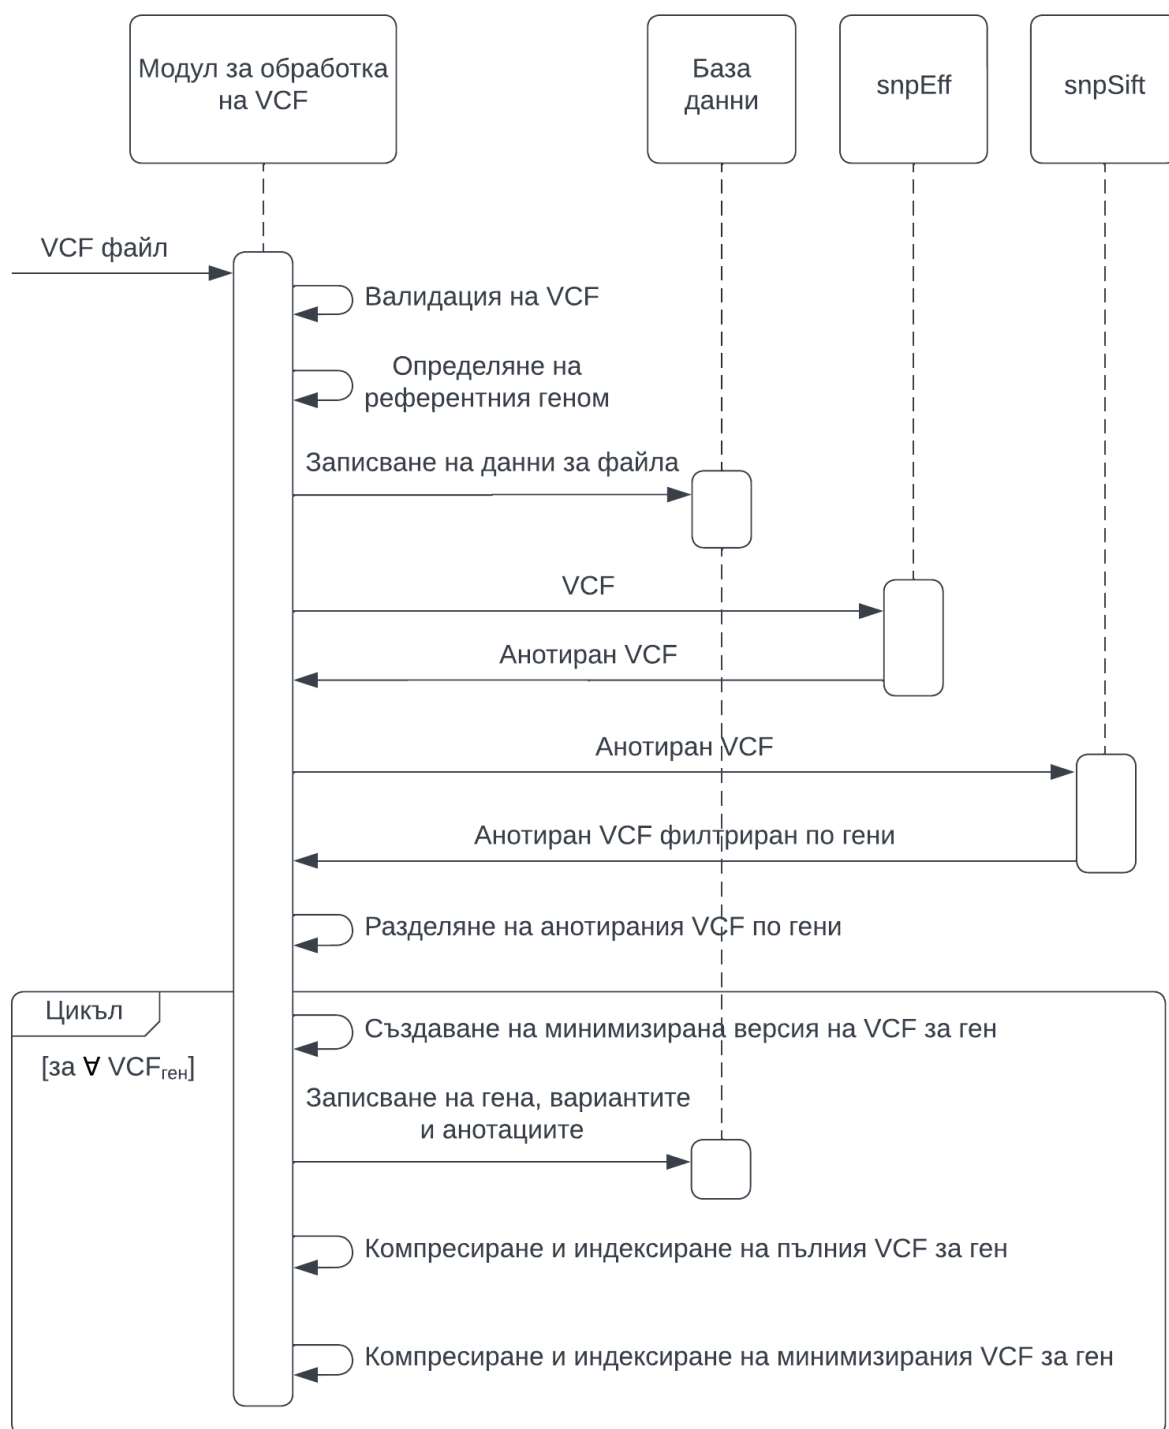 Модул за обработка
на VCF
База
данни
snpEff
snpSift
VCF файл
Валидация на VCF
Определяне на
референтния геном
Записване на данни за файла
VCF
Анотиран VCF
Анотиран VCF
Анотиран VCF филтриран по гени
Разделяне на анотирания VCF по гени
Цикъл
Създаване на минимизирана версия на VCF за ген
[за ∀ VCFген]
Записване на гена, вариантите
и анотациите
Компресиране и индексиране на пълния VCF за ген
Компресиране и индексиране на минимизирания VCF за ген